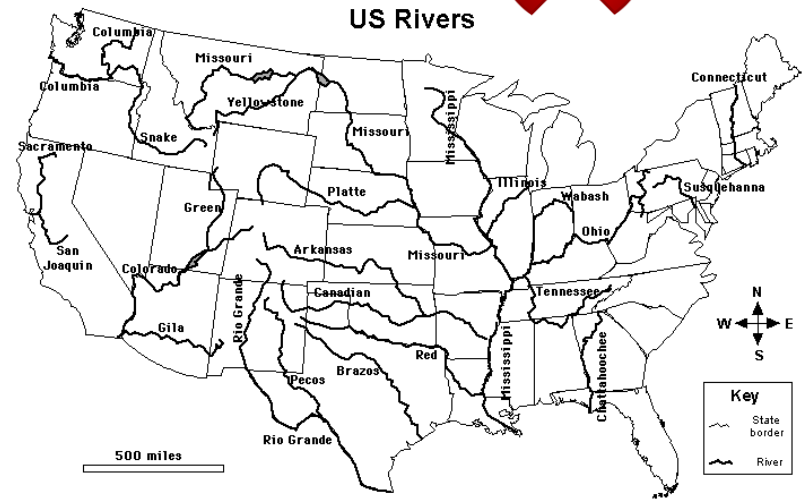 US Rivers
Columbia
Columbia
Missouri
Yellowstone
Snake
Sacramento
San
Joaquin
Green
Colorado
Gila
Missouri
Mississippi
Platte
Illinois
Wabash
Ohio
Connecticut
Susquehanna
Arkansas
Missouri
Canadian
Rio Grande
Tennessee
Red
Mississippi
Chattahoochee
Pecos
Brazos
Rio Grande
N
W
E
S
Key
State
border
River
500 miles